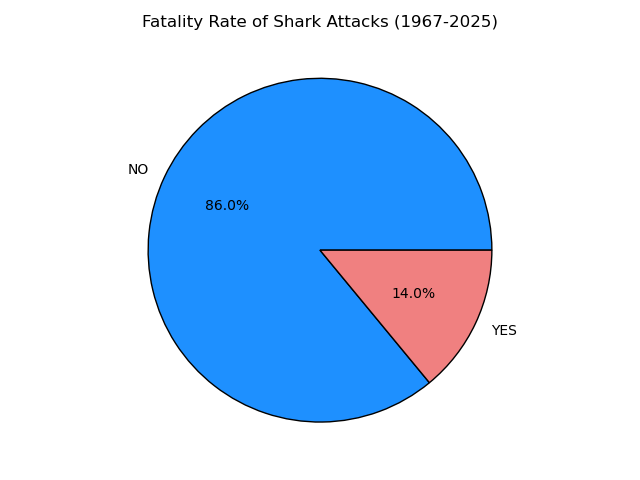 Fatality Rate of Shark Attacks (1967-2025)
NO
86.0%
14.0%
YES